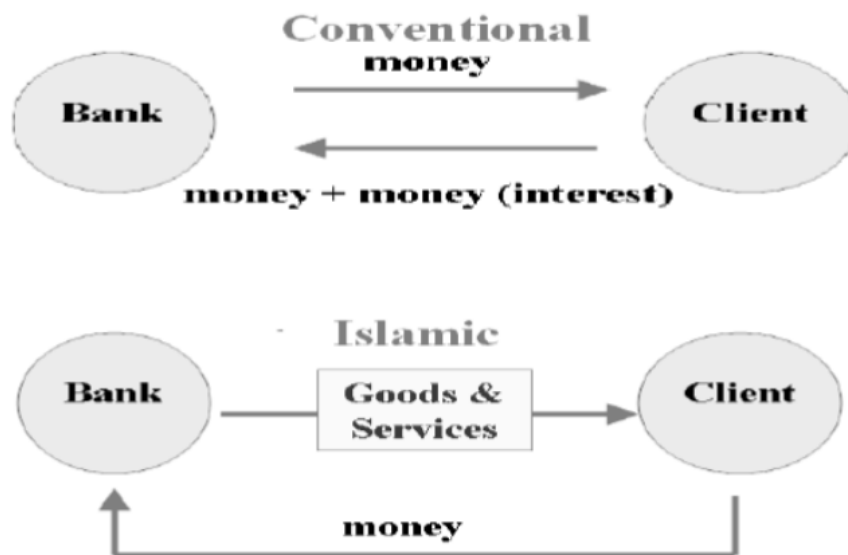 Conventional
money
Bank
Client
money + money (interest)
Islamic
Bank
Goods &
Services
Client
money